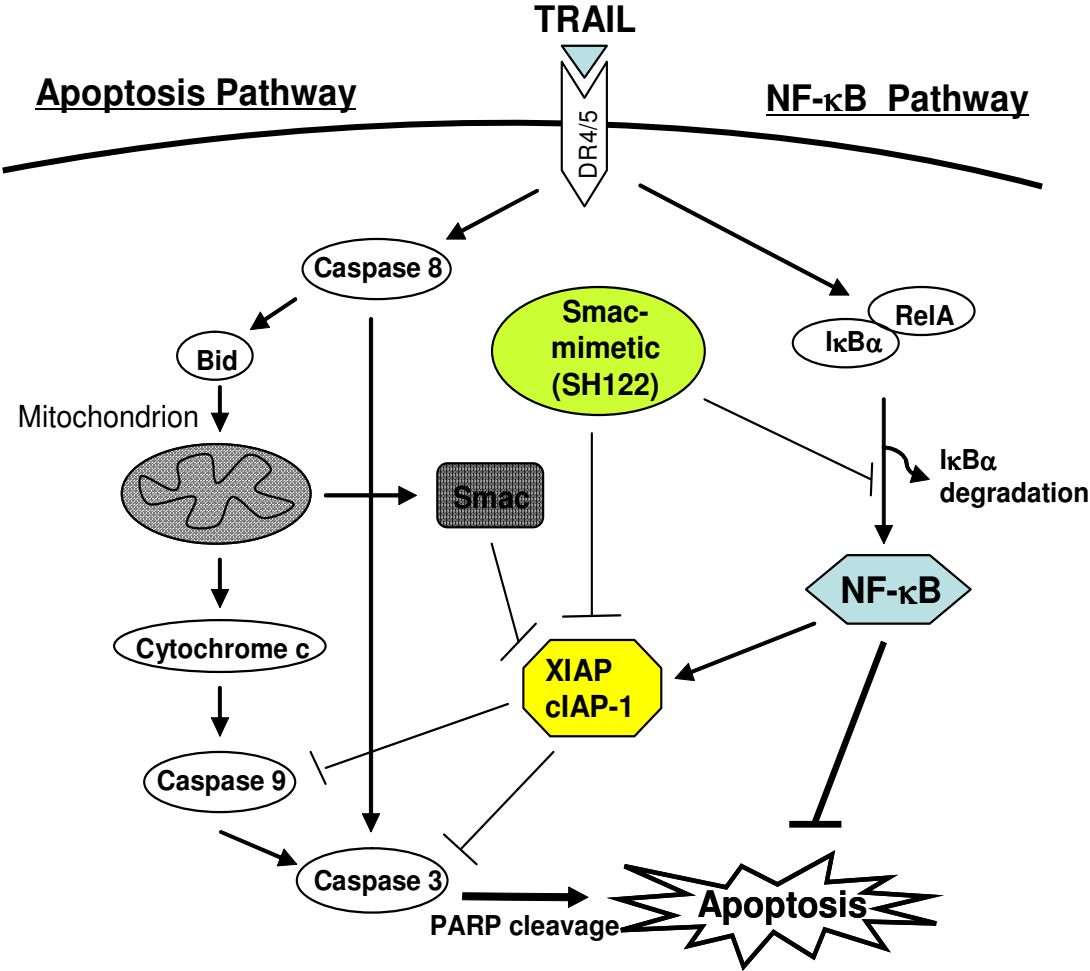 TRAIL
Apoptosis Pathway
NF-κB Pathway
DR4/5
Caspase 8
Smac-
mimetic
(SH122)
RelA
IκBα
Bid
Mitochondrion
IκBα
degradation
Smac
NF-κB
Cytochrome c
XIAP
cIAP-1
Caspase 9
Caspase 3
PARP cleavage
Apoptosis